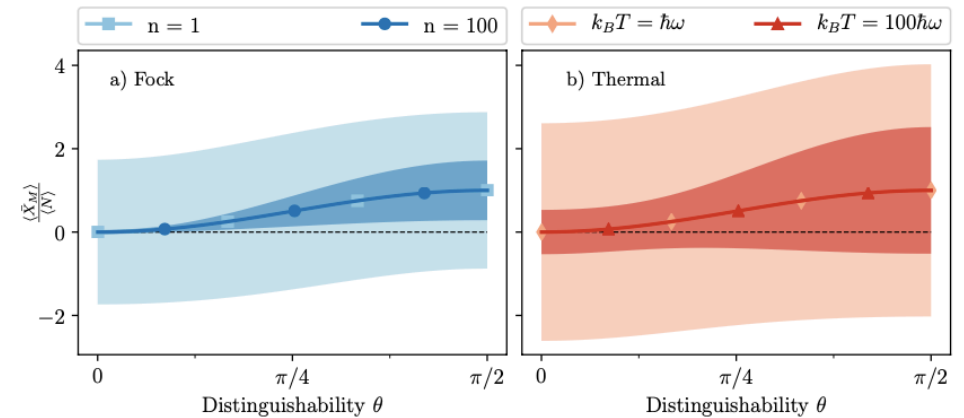 n = 1
n = 100
k_BT = ħω
k_BT = 100ħω
a) Fock
b) Thermal
4
2
0
−2
⟨X̄_M⟩/⟨N⟩
0
π/4
π/2
0
π/4
π/2
Distinguishability θ
Distinguishability θ